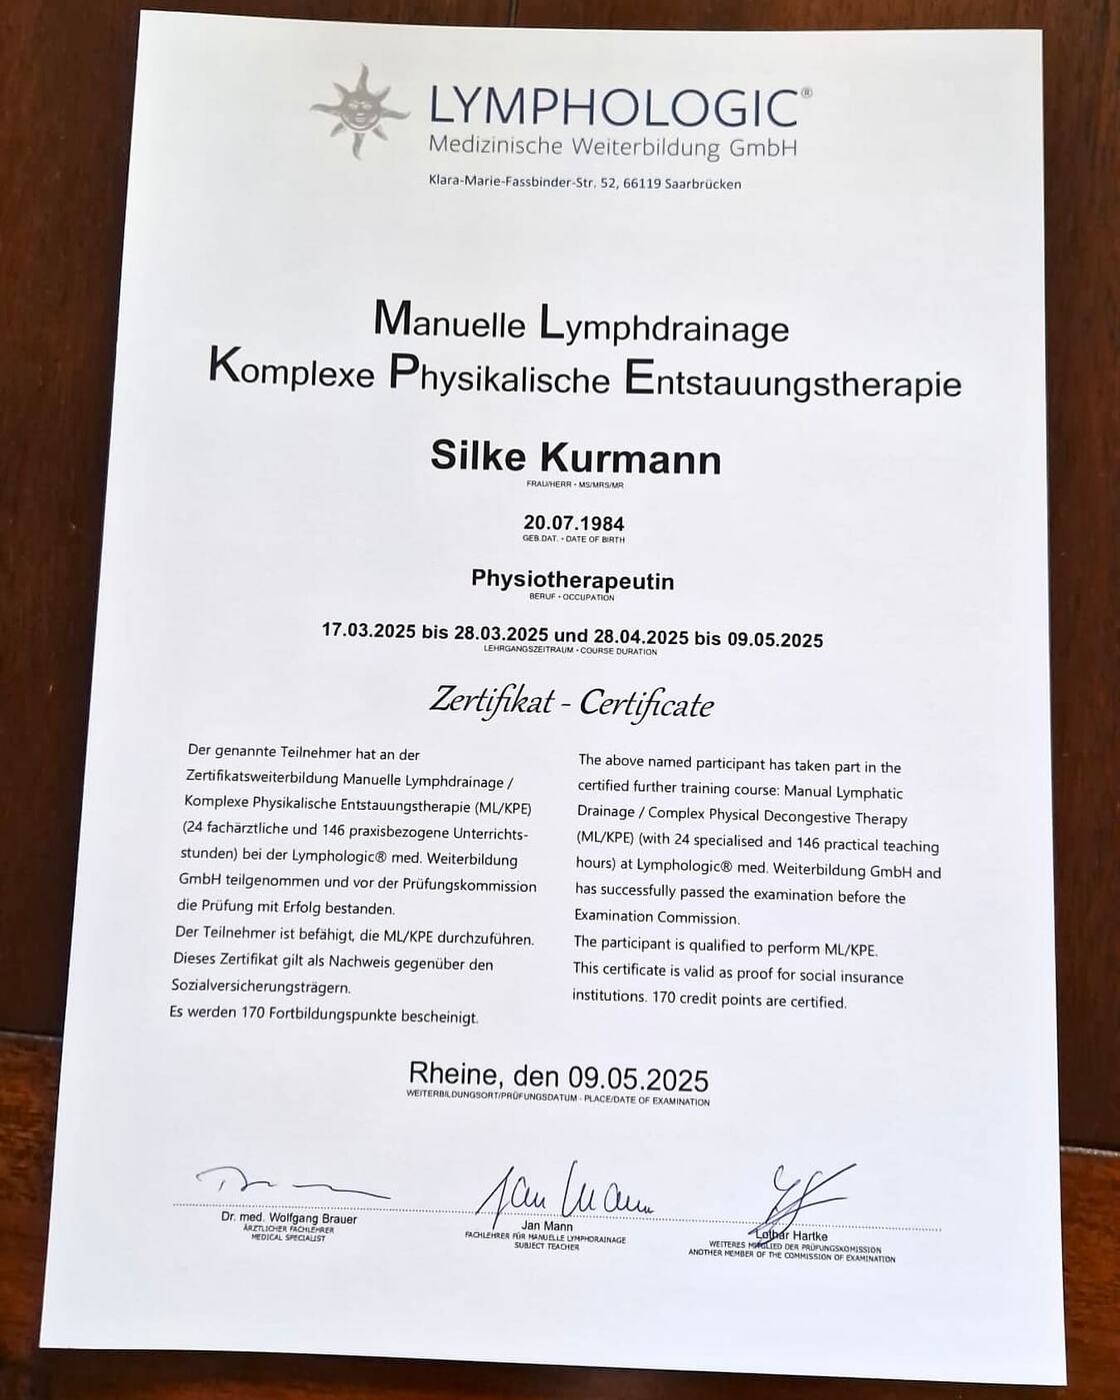 LYMPHOLOGIC®
Medizinische Weiterbildung GmbH
Klara-Marie-Fassbinder-Str. 52, 66119 Saarbrücken
Manuelle Lymphdrainage
Komplexe Physikalische Entstauungstherapie
Silke Kurmann
FRAU/HERR - MS/MRS/MR
20.07.1984
GEB.DAT. - DATE OF BIRTH
Physiotherapeutin
BERUF - OCCUPATION
17.03.2025 bis 28.03.2025 und 28.04.2025 bis 09.05.2025
LEHRGANGSZEITRAUM - COURSE DURATION
Zertifikat - Certificate
Der genannte Teilnehmer hat an der
Zertifikatsweiterbildung Manuelle Lymphdrainage /
Komplexe Physikalische Entstauungstherapie (ML/KPE)
(24 fachärztliche und 146 praxisbezogene Unterrichts-
stunden) bei der Lymphologic® med. Weiterbildung
GmbH teilgenommen und vor der Prüfungskommission
die Prüfung mit Erfolg bestanden.
Der Teilnehmer ist befähigt, die ML/KPE durchzuführen.
Dieses Zertifikat gilt als Nachweis gegenüber den
Sozialversicherungsträgern.
Es werden 170 Fortbildungspunkte bescheinigt.
The above named participant has taken part in the
certified further training course: Manual Lymphatic
Drainage / Complex Physical Decongestive Therapy
(ML/KPE) (with 24 specialised and 146 practical teaching
hours) at Lymphologic® med. Weiterbildung GmbH and
has successfully passed the examination before the
Examination Commission.
The participant is qualified to perform ML/KPE.
This certificate is valid as proof for social insurance
institutions. 170 credit points are certified.
Rheine, den 09.05.2025
WEITERBILDUNGSORT/PRÜFUNGSDATUM - PLACE/DATE OF EXAMINATION
Jan Mann
Dr. med. Wolfgang Brauer
ÄRZTLICHER FACHLEHRER
MEDICAL SPECIALIST
Jan Mann
FACHLEHRER FÜR MANUELLE LYMPHDRAINAGE
SUBJECT TEACHER
Lothar Hartke
WEITERES MITGLIED DER PRÜFUNGSKOMISSION
ANOTHER MEMBER OF THE COMMISSION OF EXAMINATION